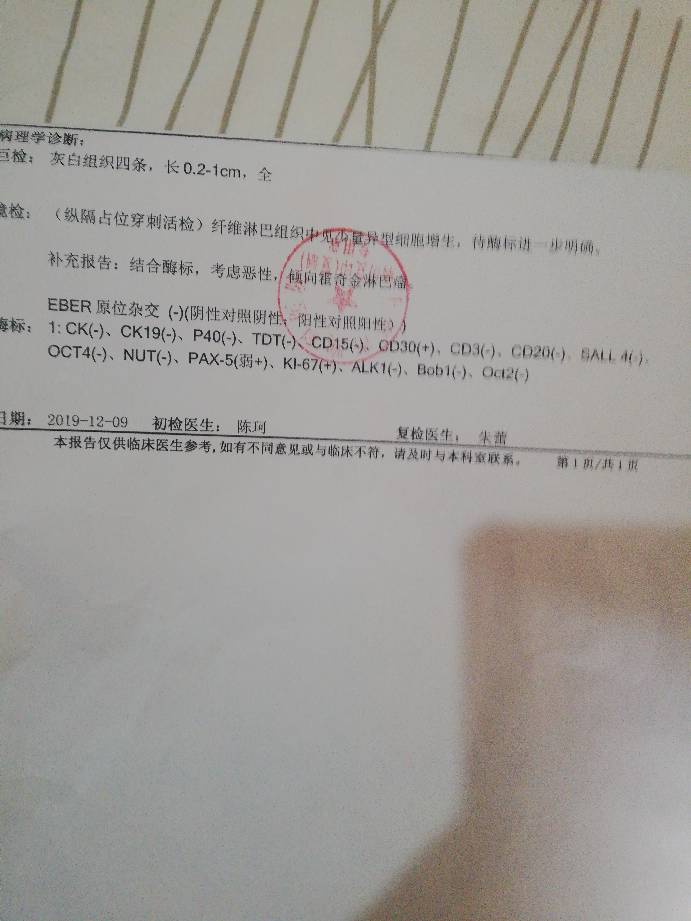 病理学诊断:
巨检: 灰白组织四条, 长 0.2-1cm, 全
镜检: (纵隔占位穿刺活检) 纤维淋巴组织中见少量异型细胞增生, 待酶标进一步明确。
补充报告: 结合酶标, 考虑恶性, 倾向霍奇金淋巴瘤
EBER 原位杂交 (-)(阴性对照阴性, 阳性对照阳性)
酶标: 1: CK(-)、CK19(-)、P40(-)、TDT(-)、CD15(-)、CD30(+)、CD3(-)、CD20(-)、SALL 4(-)、
OCT4(-)、NUT(-)、PAX-5(弱+)、KI-67(+)、ALK1(-)、Bob1(-)、Oct2(-)
日期: 2019-12-09 初检医生: 陈珂 复检医生: 朱蕾
本报告仅供临床医生参考, 如有不同意见或与临床不符, 请及时与本科室联系。 第 1 页/共 1 页